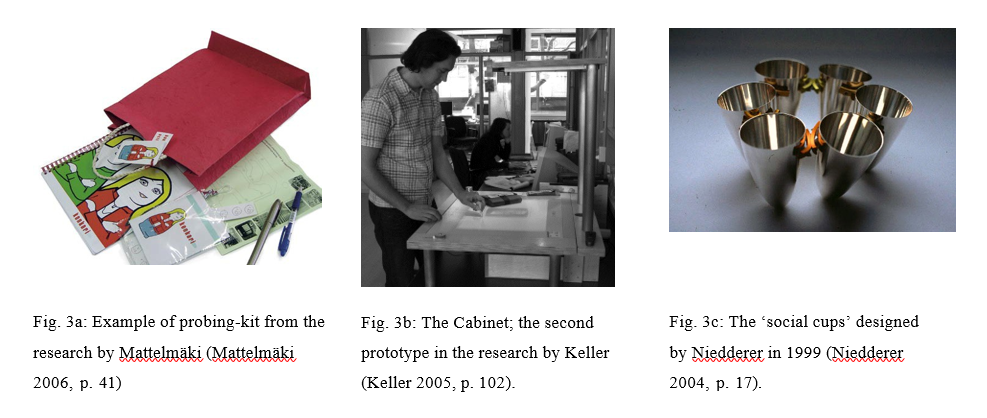 Fig. 3a: Example of probing-kit from the
research by Mattelmäki (Mattelmäki
2006, p. 41)
Fig. 3b: The Cabinet; the second
prototype in the research by Keller
(Keller 2005, p. 102).
Fig. 3c: The ‘social cups’ designed
by Niedderer in 1999 (Niedderer
2004, p. 17).